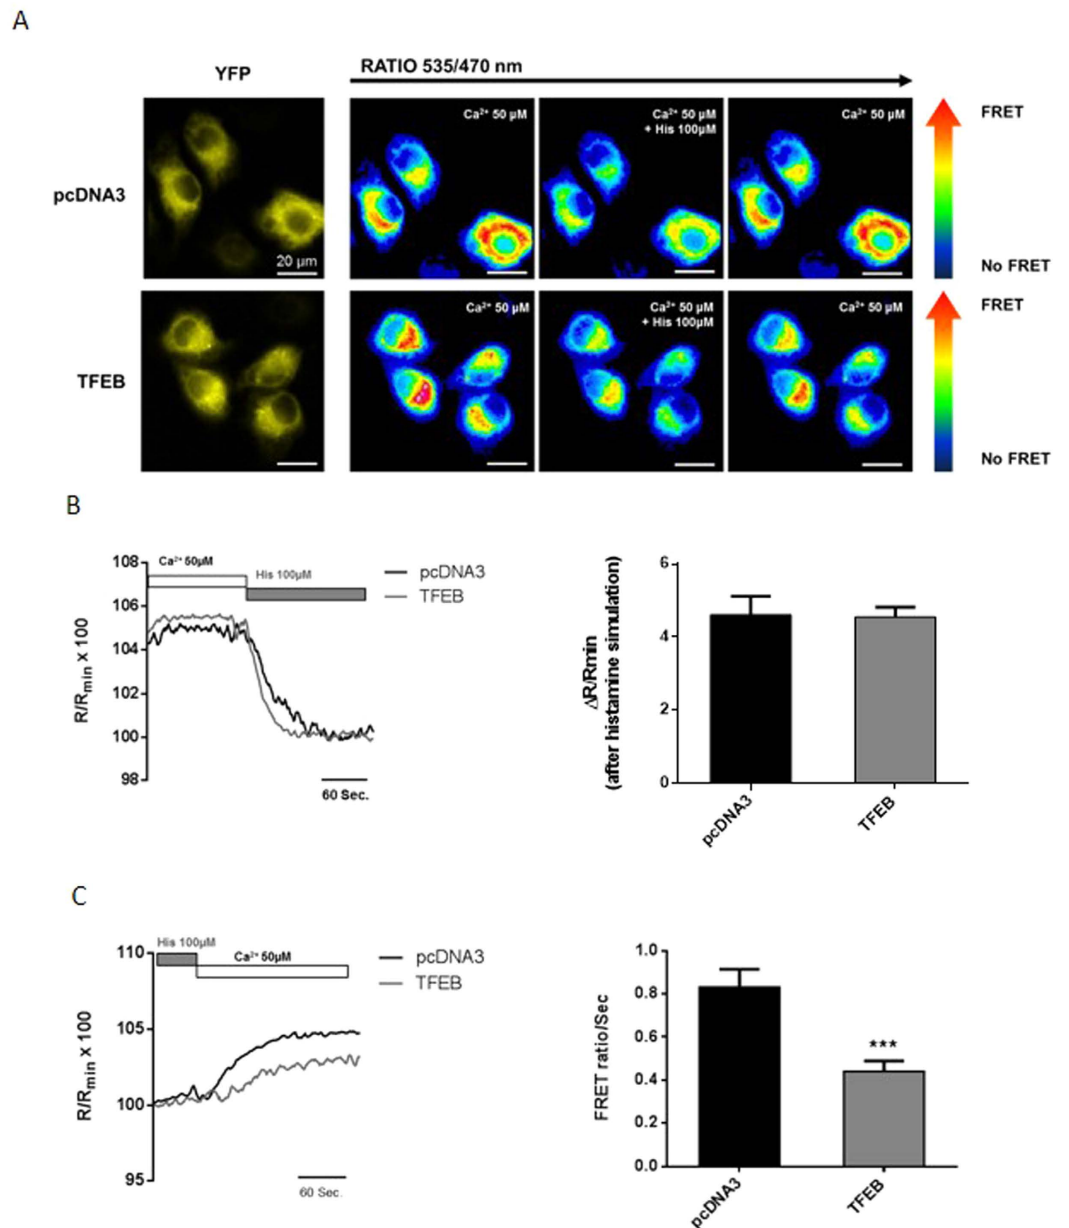 A
YFP
RATIO 535/470 nm
pcDNA3
20 µm
Ca²⁺ 50 µM
Ca²⁺ 50 µM
+ His 100µM
Ca²⁺ 50 µM
FRET
No FRET
TFEB
Ca²⁺ 50 µM
Ca²⁺ 50 µM
+ His 100µM
Ca²⁺ 50 µM
FRET
No FRET
B
R/Rmin x 100
108
106
104
102
100
98
Ca²⁺ 50µM
His 100µM
pcDNA3
TFEB
60 Sec.
ΔR/Rmin
(after histamine simulation)
6
4
2
0
pcDNA3
TFEB
C
R/Rmin x 100
110
105
100
95
His 100µM
Ca²⁺ 50µM
pcDNA3
TFEB
60 Sec.
FRET ratio/Sec
1.0
0.8
0.6
0.4
0.2
0.0
***
pcDNA3
TFEB